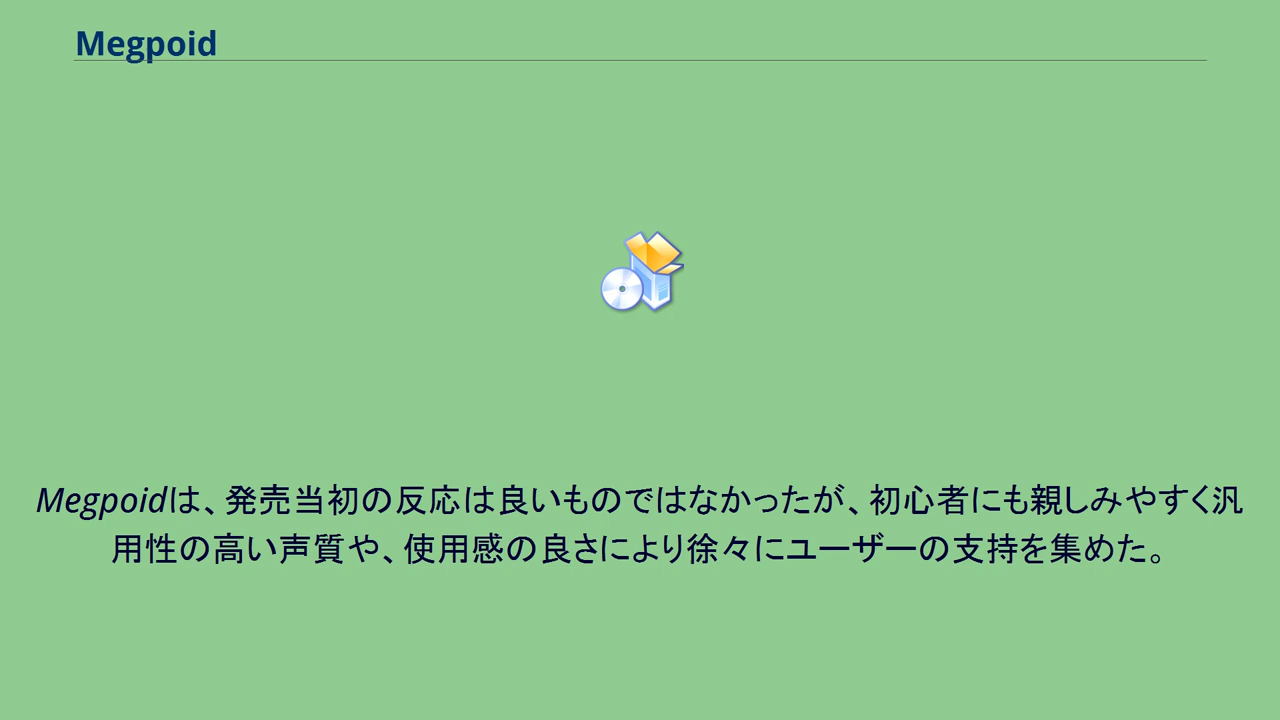 Megpoid
Megpoidは、発売当初の反応は良いものではなかったが、初心者にも親しみやすく汎
用性の高い声質や、使用感の良さにより徐々にユーザーの支持を集めた。